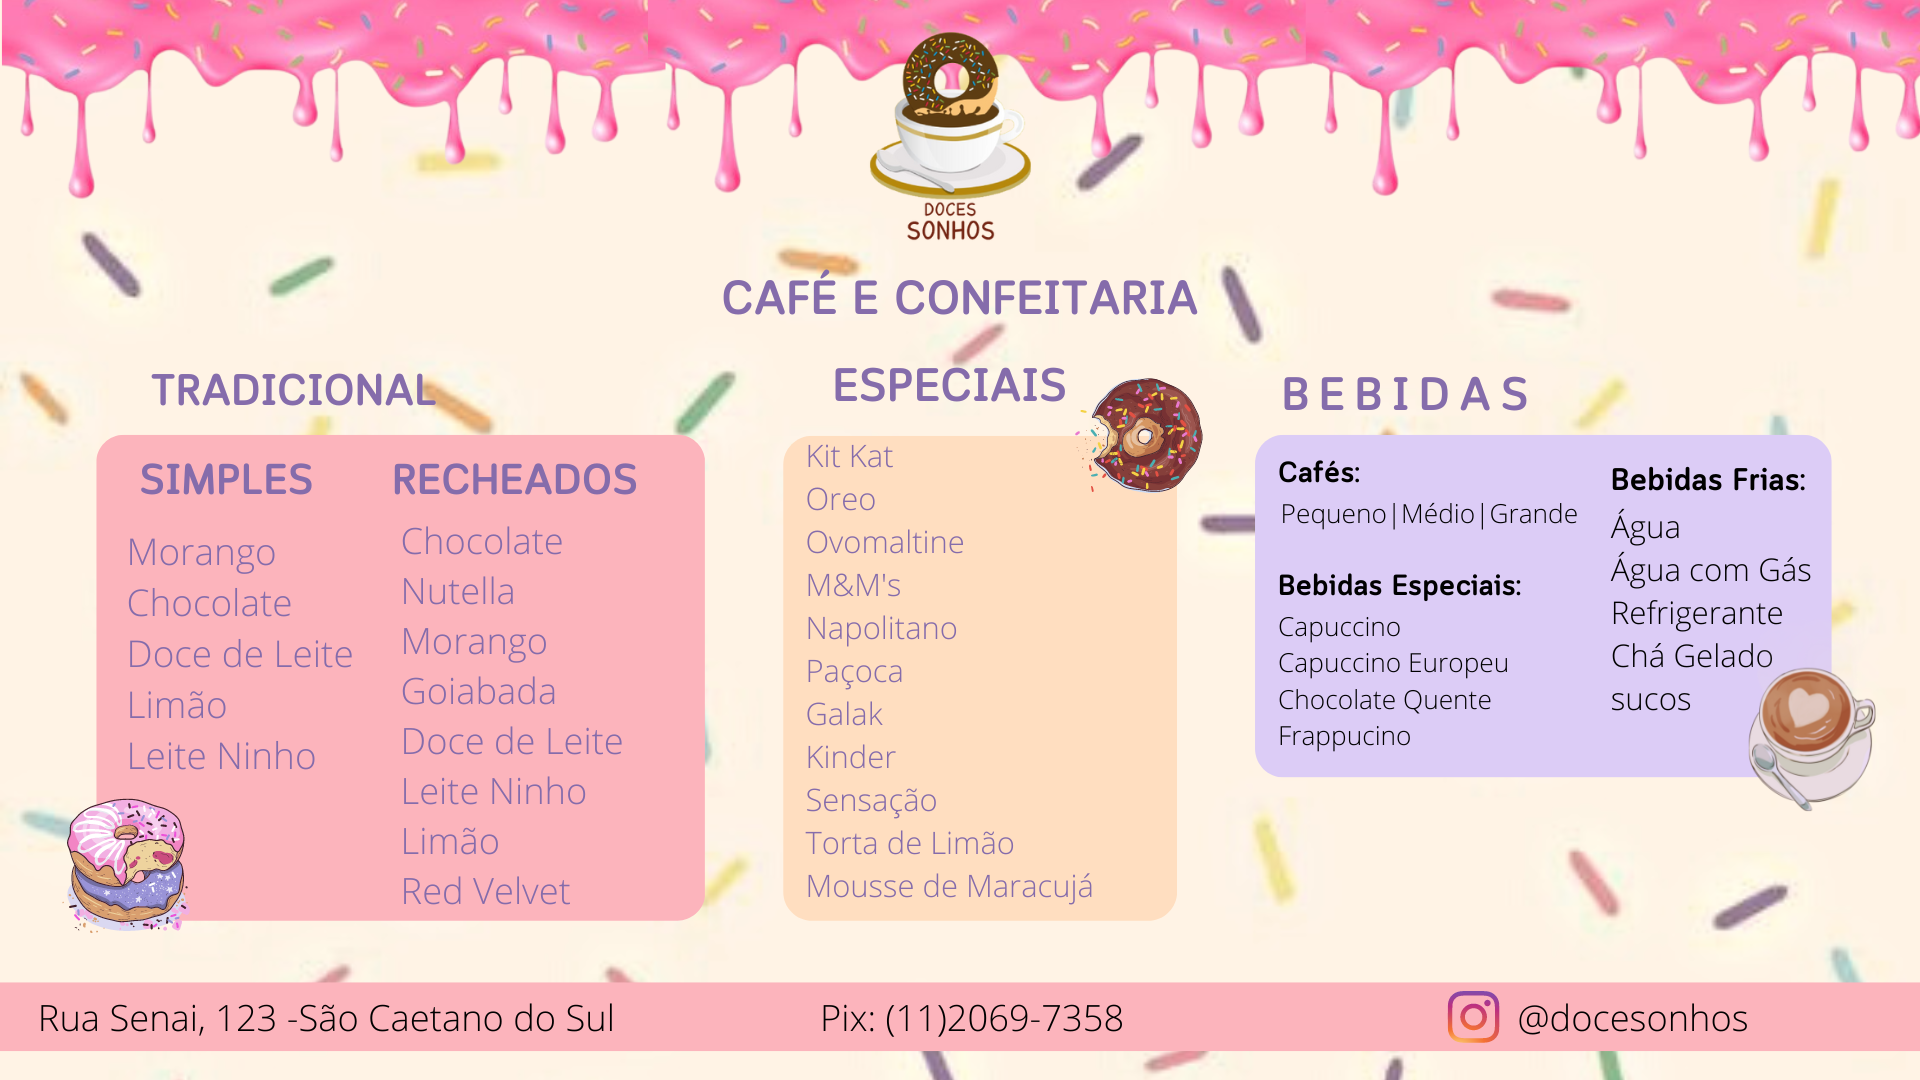 DOCES
SONHOS
CAFÉ E CONFEITARIA
TRADICIONAL
SIMPLES
Morango
Chocolate
Doce de Leite
Limão
Leite Ninho
RECHEADOS
Chocolate
Nutella
Morango
Goiabada
Doce de Leite
Leite Ninho
Limão
Red Velvet
ESPECIAIS
Kit Kat
Oreo
Ovomaltine
M&M's
Napolitano
Paçoca
Galak
Kinder
Sensação
Torta de Limão
Mousse de Maracujá
BEBIDAS
Cafés:
Pequeno|Médio|Grande
Bebidas Especiais:
Capuccino
Capuccino Europeu
Chocolate Quente
Frappucino
Bebidas Frias:
Água
Água com Gás
Refrigerante
Chá Gelado
sucos
Rua Senai, 123 -São Caetano do Sul
Pix: (11)2069-7358
@docesonhos